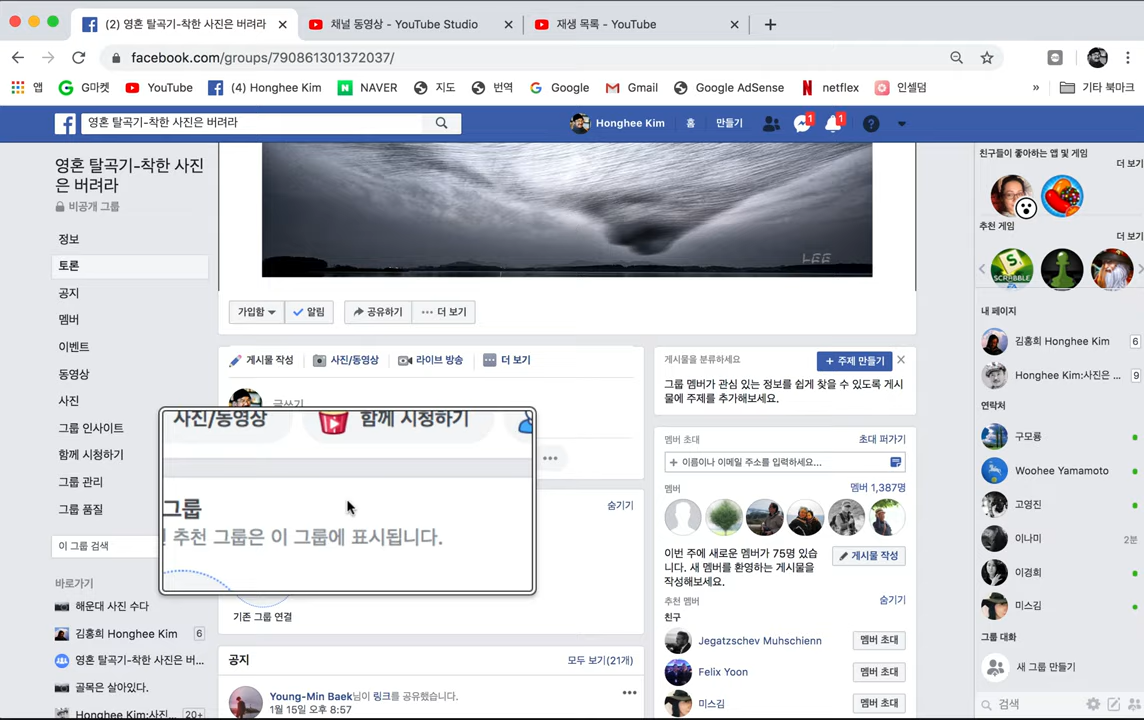 (2) 영혼 탈곡기-착한 사진은 버려라
채널 동영상 - YouTube Studio
재생 목록 - YouTube
facebook.com/groups/790861301372037/
앱
G마켓
YouTube
(4) Honghee Kim
NAVER
지도
번역
Google
Gmail
Google AdSense
netflex
인셀덤
»
기타 북마크
영혼 탈곡기-착한 사진은 버려라
Honghee Kim
홈
만들기
1
1
영혼 탈곡기-착한 사진
은 버려라
비공개 그룹
정보
토론
공지
멤버
이벤트
동영상
사진
그룹 인사이트
함께 시청하기
그룹 관리
그룹 품질
이 그룹 검색
바로가기
해운대 사진 수다
김홍희 Honghee Kim
6
영혼 탈곡기-착한 사진은 버...
골목은 살아있다.
Honghee Kim:사진...
20+
LEE
가입함
알림
공유하기
더 보기
게시물 작성
사진/동영상
라이브 방송
더 보기
글쓰기
사진/동영상
함께 시청하기
그룹
추천 그룹은 이 그룹에 표시됩니다.
숨기기
기존 그룹 연결
공지
모두 보기(21개)
Young-Min Baek님이 링크를 공유했습니다.
1월 15일 오후 8:57
게시물을 분류하세요
+ 주제 만들기
그룹 멤버가 관심 있는 정보를 쉽게 찾을 수 있도록 게시
물에 주제를 추가해보세요.
멤버 초대
초대 퍼가기
+ 이름이나 이메일 주소를 입력하세요...
멤버
멤버 1,387명
이번 주에 새로운 멤버가 75명 있습
니다. 새 멤버를 환영하는 게시물을
작성해보세요.
게시물 작성
추천 멤버
숨기기
친구
Jegatzschev Muhschienn
멤버 초대
Felix Yoon
멤버 초대
미스김
멤버 초대
친구들이 좋아하는 앱 및 게임
더 보기
추천 게임
더 보기
SCRABBLE
내 페이지
김홍희 Honghee Kim
6
Honghee Kim:사진은 ...
9
연락처
구모룡
Woohee Yamamoto
고영진
이나미
2분
이경희
미스김
그룹 대화
새 그룹 만들기
검색